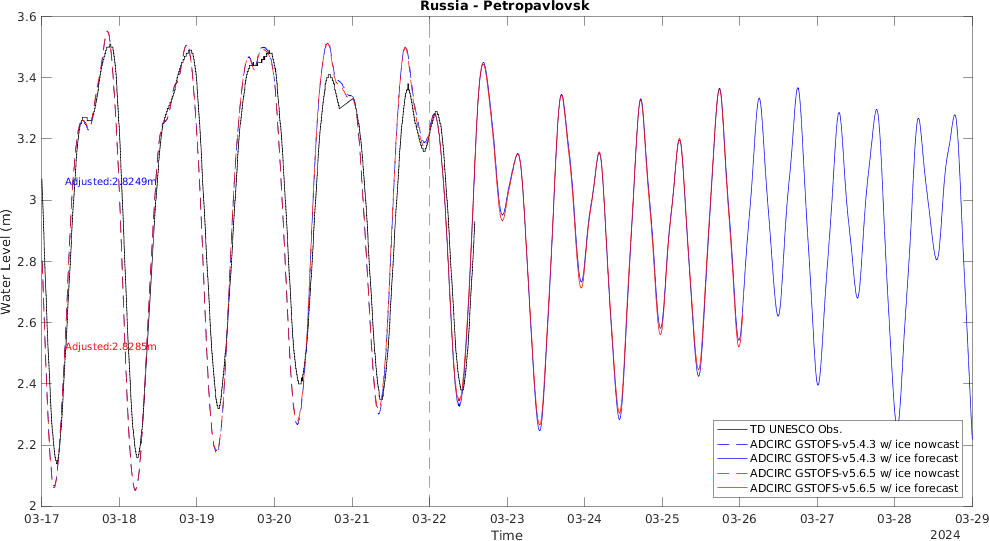 Russia - Petropavlovsk
3.6
3.4
3.2
3
2.8
2.6
2.4
2.2
2
Water Level (m)
Adjusted:2.8249m
Adjusted:2.8285m
TD UNESCO Obs.
ADCIRC GSTOFS-v5.4.3 w/ ice nowcast
ADCIRC GSTOFS-v5.4.3 w/ ice forecast
ADCIRC GSTOFS-v5.6.5 w/ ice nowcast
ADCIRC GSTOFS-v5.6.5 w/ ice forecast
03-17 03-18 03-19 03-20 03-21 03-22 03-23 03-24 03-25 03-26 03-27 03-28 03-29
Time
2024